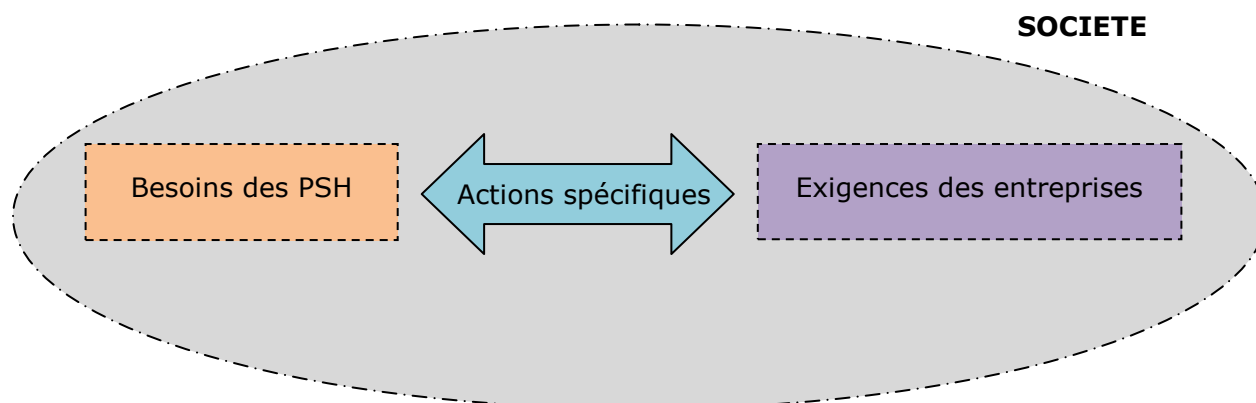 SOCIETE
Besoins des PSH
Actions spécifiques
Exigences des entreprises